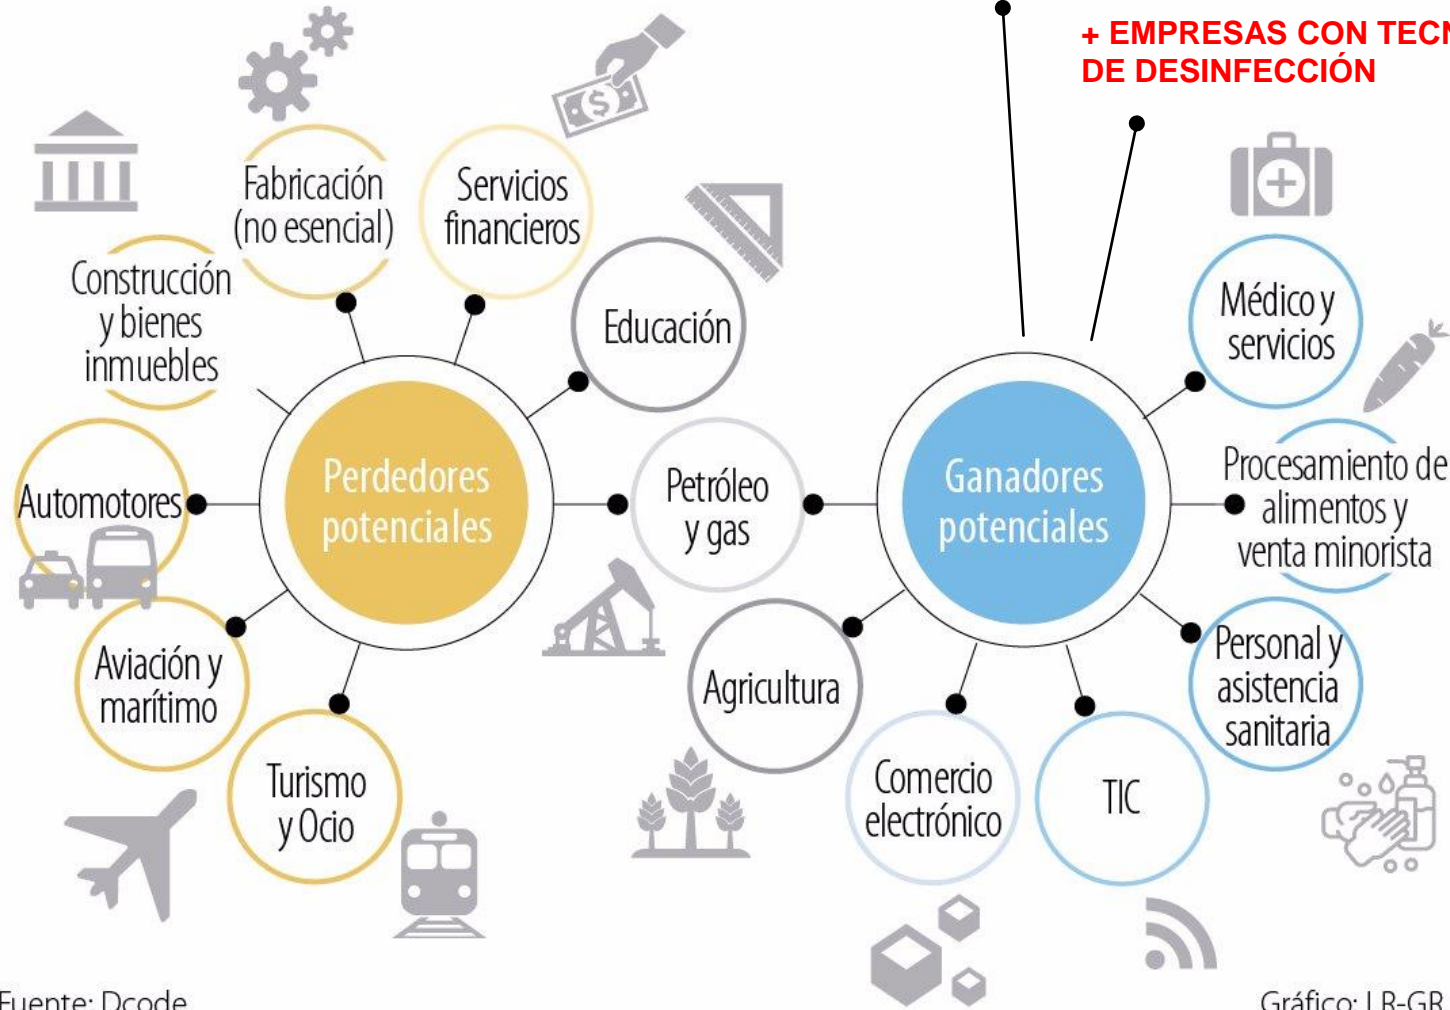 + EMPRESAS CON
DE DESINFECCIÓN
Fabricación
(no esencial)
Servicios
financieros
Construcción
y bienes
inmuebles
Educación
Médico y
servicios
Automotores
Perdedores
potenciales
Petróleo
y gas
Ganadores
potenciales
Procesamiento de
alimentos y
venta minorista
Aviación y
marítimo
Agricultura
Personal y
asistencia
sanitaria
Turismo
y Ocio
Comercio
electrónico
TIC
Fuente: Dcode
Gráfico: LR-GR